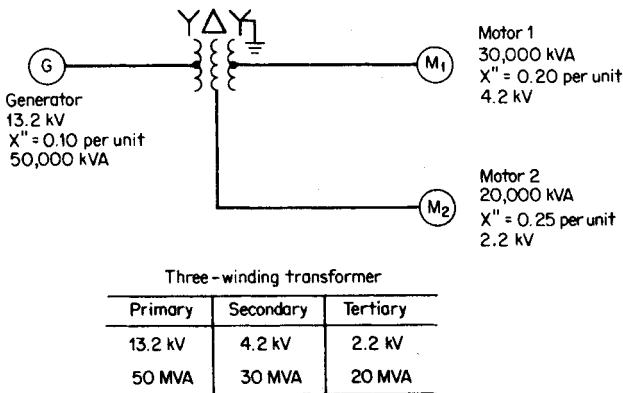 G
Generator
13.2 kV
X" = 0.10 per unit
50,000 kVA
M1
Motor 1
30,000 kVA
X" = 0.20 per unit
4.2 kV
M2
Motor 2
20,000 kVA
X" = 0.25 per unit
2.2 kV
Three-winding transformer
Primary Secondary Tertiary
13.2 kV 4.2 kV 2.2 kV
50 MVA 30 MVA 20 MVA